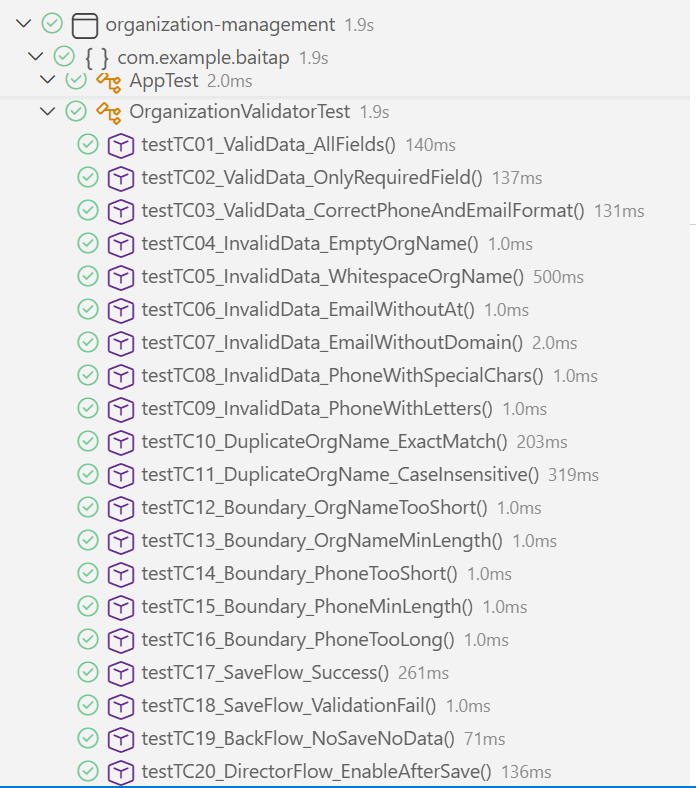 organization-management 1.9s
{ } com.example.baitap 1.9s
AppTest 2.0ms
OrganizationValidatorTest 1.9s
testTC01_ValidData_AllFields() 140ms
testTC02_ValidData_OnlyRequiredField() 137ms
testTC03_ValidData_CorrectPhoneAndEmailFormat() 131ms
testTC04_InvalidData_EmptyOrgName() 1.0ms
testTC05_InvalidData_WhitespaceOrgName() 500ms
testTC06_InvalidData_EmailWithoutAt() 1.0ms
testTC07_InvalidData_EmailWithoutDomain() 2.0ms
testTC08_InvalidData_PhoneWithSpecialChars() 1.0ms
testTC09_InvalidData_PhoneWithLetters() 1.0ms
testTC10_DuplicateOrgName_ExactMatch() 203ms
testTC11_DuplicateOrgName_CaseInsensitive() 319ms
testTC12_Boundary_OrgNameTooShort() 1.0ms
testTC13_Boundary_OrgNameMinLength() 1.0ms
testTC14_Boundary_PhoneTooShort() 1.0ms
testTC15_Boundary_PhoneMinLength() 1.0ms
testTC16_Boundary_PhoneTooLong() 1.0ms
testTC17_SaveFlow_Success() 261ms
testTC18_SaveFlow_ValidationFail() 1.0ms
testTC19_BackFlow_NoSaveNoData() 71ms
testTC20_DirectorFlow_EnableAfterSave() 136ms